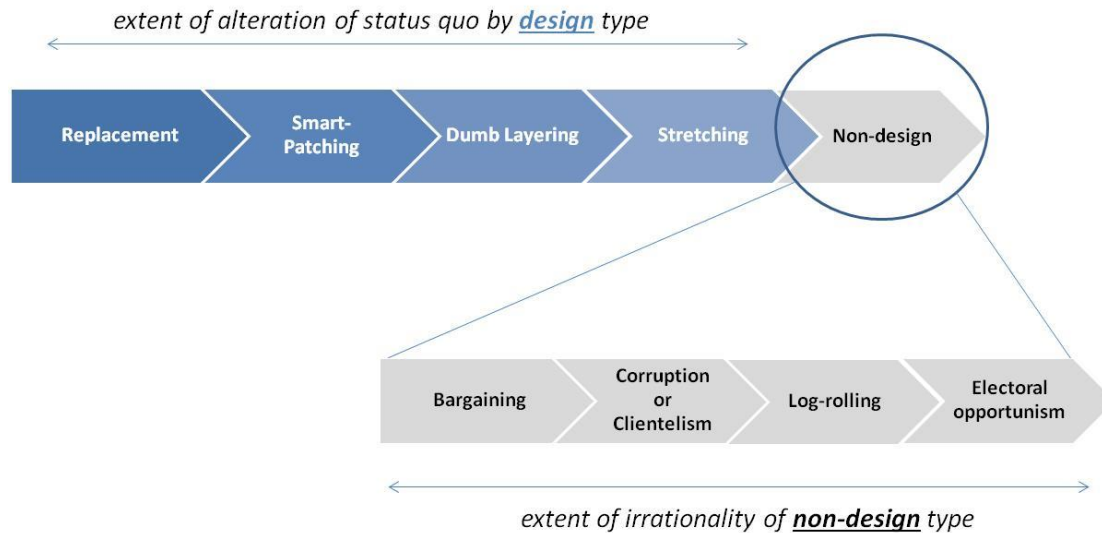 extent of alteration of status quo by design type
Replacement
Smart-
Patching
Dumb Layering
Stretching
Non-design
Bargaining
Corruption
or
Clientelism
Log-rolling
Electoral
opportunism
extent of irrationality of non-design type